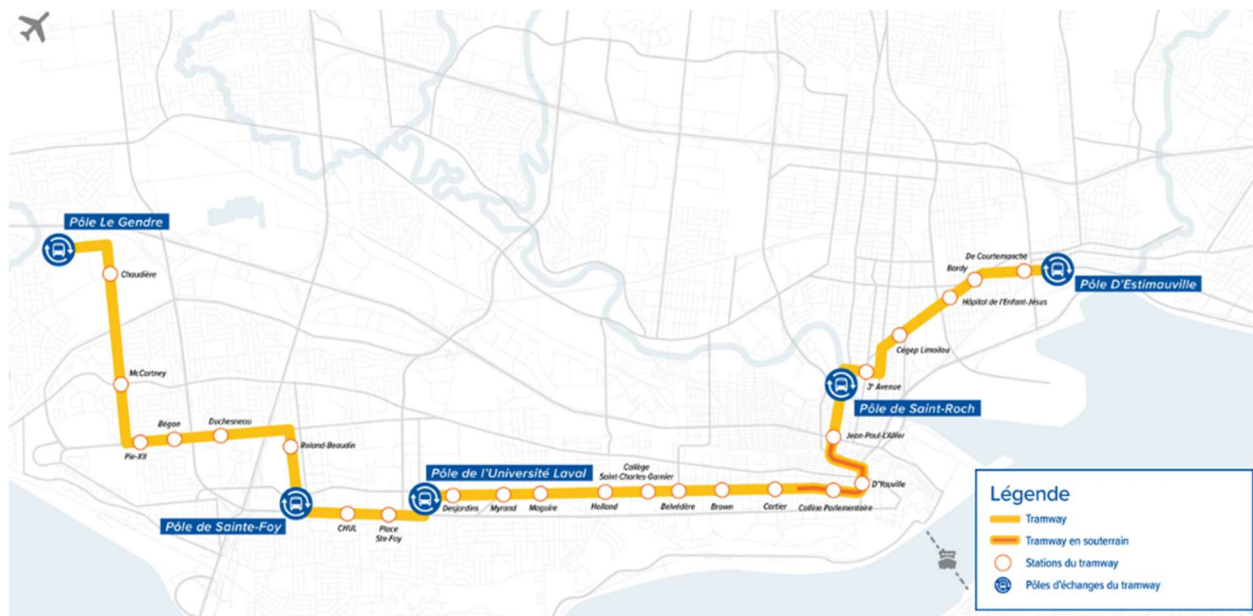 Pôle Le Gendre
Chaudière
McCartney
Pie-XII
Bégon
Duchesneau
Roland-Beaudin
Pôle de Sainte-Foy
CHUL
Place
Ste-Foy
Pôle de l'Université Laval
Desjardins
Myrand
Maguire
Holland
Collège
Saint-Charles-Garnier
Belvédère
Brown
Cartier
Colline Parlementaire
D'Youville
Jean-Paul-L'Allier
Pôle de Saint-Roch
3e Avenue
Cégep Limoilou
Hôpital de l'Enfant-Jésus
Bardy
De Courtemanche
Pôle D'Estimauville
Légende
Tramway
Tramway en souterrain
Stations du tramway
Pôles d'échanges du tramway